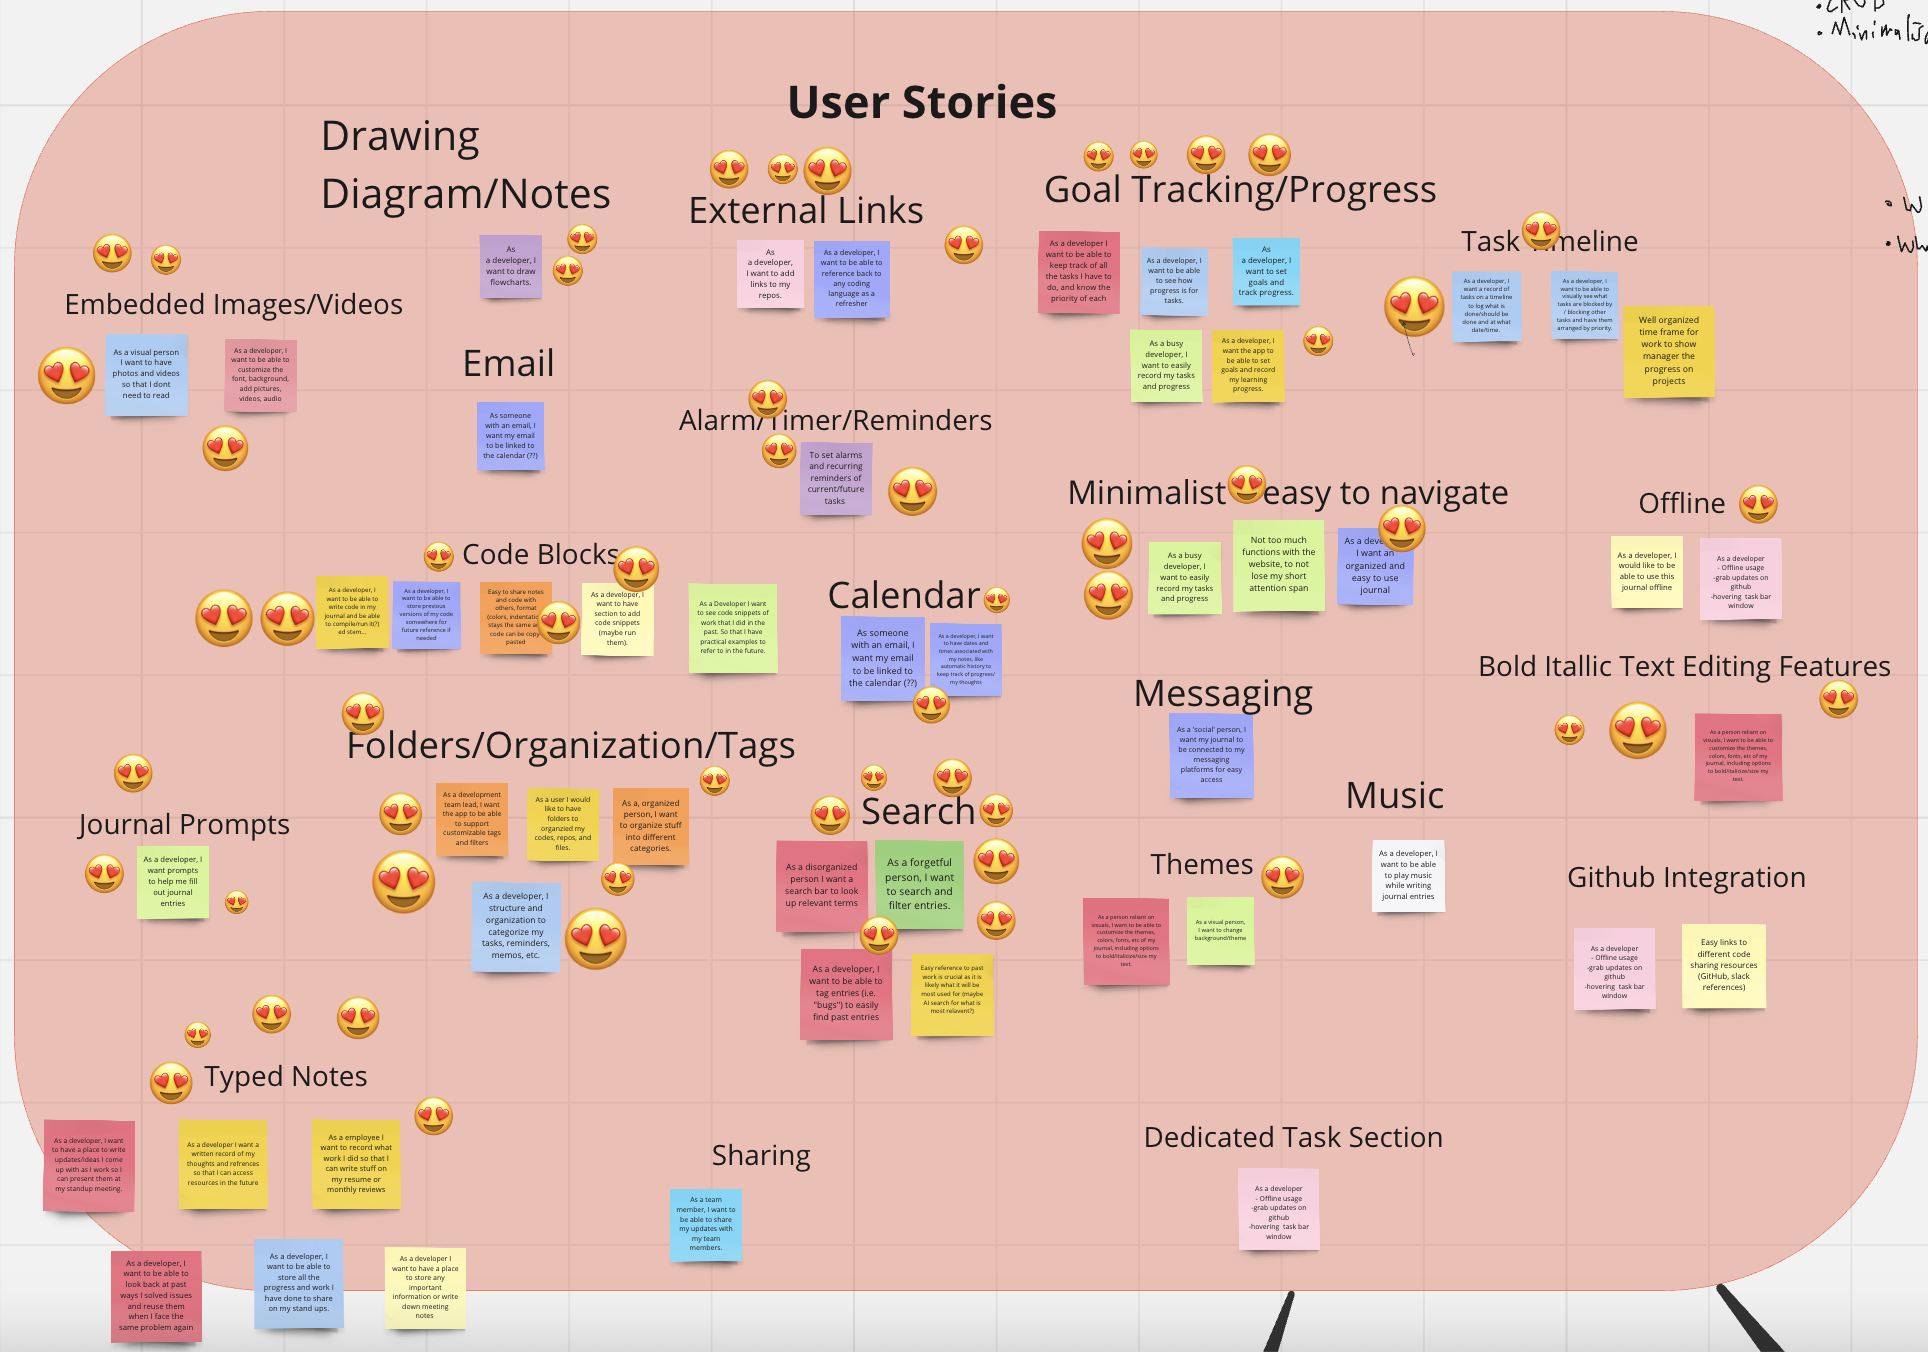 • CRUD
• Minimalis
User Stories
Drawing
Diagram/Notes
As
a developer, I
want to draw
flowcharts.
External Links
As
a developer,
I want to add
links to my
repos.
As a developer, I
want to be able to
reference back to
any coding
language as a
refresher
Goal Tracking/Progress
As a developer I
want to be able to
keep track of all
the tasks I have to
do, and know the
priority of each
As a developer, I
want to be able
to see how
progress is for
tasks.
As
a developer, I
want to set
goals and
track progress.
As a busy
developer, I
want to easily
record my tasks
and progress
As a developer, I
want the app to
be able to set
goals and record
my learning
progress.
• W
• Wh
Task meline
As a developer, I
want a record of
tasks on a timeline
to log what is
done/should be
done and at what
date/time.
As a developer, I
want to be able to
visually see what
tasks are blocked by
/ blocking other
tasks and have them
arranged by priority.
Well organized
time frame for
work to show
manager the
progress on
projects
Embedded Images/Videos
As a visual person
I want to have
photos and videos
so that I dont
need to read
As a developer, I
want to be able to
customize the
font, background,
add pictures,
videos, audio
Email
As someone
with an email, I
want my email
to be linked to
the calendar (??)
Alarm/Timer/Reminders
To set alarms
and recurring
reminders of
current/future
tasks
Minimalist easy to navigate
As a busy
developer, I
want to easily
record my tasks
and progress
Not too much
functions with the
website, to not
lose my short
attention span
As a deve
I want an
organized and
easy to use
journal
Offline
As a developer, I
would like to be
able to use this
journal offline
As a developer
- Offline usage
-grab updates on
github
-hovering task bar
window
Code Blocks
As a developer, I
want to be able to
write code in my
journal and be able
to compile/run it(?)
ed stem...
As a developer, I
want to be able to
store previous
versions of my code
somewhere for
future reference if
needed
Easy to share notes
and code with
others, format
(colors, indentatio
stays the same an
code can be copy
pasted
As a developer, I
want to have
section to add
code snippets
(maybe run
them).
As a Developer I want
to see code snippets of
work that I did in the
past. So that I have
practical examples to
refer to in the future.
Calendar
As someone
with an email, I
want my email
to be linked to
the calendar (??)
As a developer, I want
to have dates and
times associated with
my notes, like
automatic history to
keep track of progress/
my thoughts
Messaging
As a 'social' person, I
want my journal to
be connected to my
messaging
platforms for easy
access
Bold Itallic Text Editing Features
As a person reliant on
visuals, I want to be able to
customize the themes,
colors, fonts, etc of my
journal, including options
to bold/italicize/size my
text.
Folders/Organization/Tags
As a development
team lead, I want
the app to be able
to support
customizable tags
and filters
As a user I would
like to have
folders to
organzied my
codes, repos, and
files.
As a, organized
person, I want
to organize stuff
into different
categories.
As a developer, I
structure and
organization to
categorize my
tasks, reminders,
memos, etc.
Journal Prompts
As a developer, I
want prompts
to help me fill
out journal
entries
Search
As a disorganized
person I want a
search bar to look
up relevant terms
As a forgetful
person, I want
to search and
filter entries.
As a developer, I
want to be able to
tag entries (i.e.
"bugs") to easily
find past entries
Easy reference to past
work is crucial as it is
likely what it will be
most used for (maybe
AI search for what is
most relavent?)
Music
As a developer, I
want to be able
to play music
while writing
journal entries
Themes
As a person reliant on
visuals, I want to be able to
customize the themes,
colors, fonts, etc of my
journal, including options
to bold/italicize/size my
text.
As a visual person,
I want to change
background/theme
Github Integration
As a developer
- Offline usage
-grab updates on
github
-hovering task bar
window
Easy links to
different code
sharing resources
(GitHub, slack
references)
Typed Notes
As a developer, I want
to have a place to write
updates/ideas I come
up with as I work so I
can present them at
my standup meeting.
As a developer I want a
written record of my
thoughts and refrences
so that I can access
resources in the future
As a employee I
want to record what
work I did so that I
can write stuff on
my resume or
monthly reviews
As a developer, I
want to be able to
look back at past
ways I solved issues
and reuse them
when I face the
same problem again
As a developer, I
want to be able to
store all the
progress and work I
have done to share
on my stand ups.
As a developer I
want to have a place
to store any
important
information or write
down meeting
notes
Sharing
As a team
member, I want to
be able to share
my updates with
my team
members.
Dedicated Task Section
As a developer
- Offline usage
-grab updates on
github
-hovering task bar
window